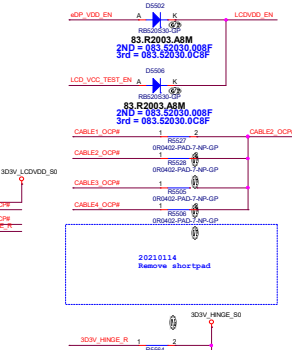 D5502
eDP_VDD_EN A K LCDVDD_EN
RB520S30-GP
83.R2003.A8M
2ND = 083.52030.008F
3rd = 083.52030.0C8F
D5506
LCD_VCC_TEST_EN A K
RB520S30-GP
83.R2003.A8M
2ND = 083.52030.008F
3rd = 083.52030.0C8F
CABLE1_OCP# 1 2 CABLE2_OCP
R5527
0R0402-PAD-7-NP-GP
CABLE2_OCP#
R5528
0R0402-PAD-7-NP-GP
3D3V_LCDVDD_S0
CABLE3_OCP#
R5505
0R0402-PAD-7-NP-GP
CABLE4_OCP#
R5506
0R0402-PAD-7-NP-GP
20210114
Remove shortpad
3D3V_HINGE_S0
3D3V_HINGE_R 1 2